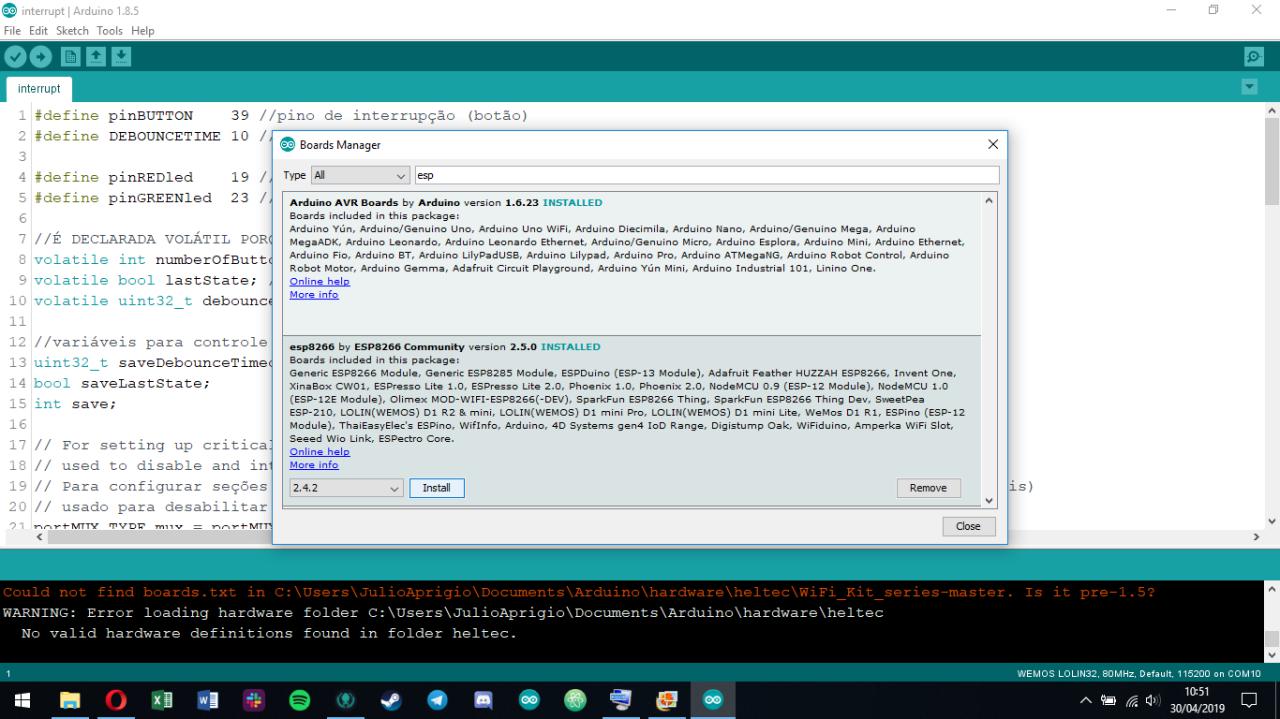 interrupt | Arduino 1.8.5
File Edit Sketch Tools Help
interrupt
1 #define pinBUTTON 39 //pino de interrupção (botão)
2 #define DEBOUNCETIME 10 //
3
4 #define pinREDled 19 //
5 #define pinGREENled 23 //
6
7 //É DECLARADA VOLÁTIL PORQ
8 volatile int numberOfButto
9 volatile bool lastState; /
10 volatile uint32_t debounce
11
12 //variáveis para controle
13 uint32_t saveDebounceTimeo
14 bool saveLastState;
15 int save;
16
17 // For setting up critical
18 // used to disable and int
19 // Para configurar seções is)
20 // usado para desabilitar
21 portMUX_TYPE mux = portMUX
Boards Manager
Type All esp
Arduino AVR Boards by Arduino version 1.6.23 INSTALLED
Boards included in this package:
Arduino Yún, Arduino/Genuino Uno, Arduino Uno WiFi, Arduino Diecimila, Arduino Nano, Arduino/Genuino Mega, Arduino
MegaADK, Arduino Leonardo, Arduino Leonardo Ethernet, Arduino/Genuino Micro, Arduino Esplora, Arduino Mini, Arduino Ethernet,
Arduino Fio, Arduino BT, Arduino LilyPadUSB, Arduino Lilypad, Arduino Pro, Arduino ATMegaNG, Arduino Robot Control, Arduino
Robot Motor, Arduino Gemma, Adafruit Circuit Playground, Arduino Yún Mini, Arduino Industrial 101, Linino One.
Online help
More info
esp8266 by ESP8266 Community version 2.5.0 INSTALLED
Boards included in this package:
Generic ESP8266 Module, Generic ESP8285 Module, ESPDuino (ESP-13 Module), Adafruit Feather HUZZAH ESP8266, Invent One,
XinaBox CW01, ESPresso Lite 1.0, ESPresso Lite 2.0, Phoenix 1.0, Phoenix 2.0, NodeMCU 0.9 (ESP-12 Module), NodeMCU 1.0
(ESP-12E Module), Olimex MOD-WIFI-ESP8266(-DEV), SparkFun ESP8266 Thing, SparkFun ESP8266 Thing Dev, SweetPea
ESP-210, LOLIN(WEMOS) D1 R2 & mini, LOLIN(WEMOS) D1 mini Pro, LOLIN(WEMOS) D1 mini Lite, WeMos D1 R1, ESPino (ESP-12
Module), ThaiEasyElec's ESPino, WifInfo, Arduino, 4D Systems gen4 IoD Range, Digistump Oak, WiFiduino, Amperka WiFi Slot,
Seeed Wio Link, ESPectro Core.
Online help
More info
2.4.2 Install Remove
Close
Could not find boards.txt in C:\Users\JulioAprigio\Documents\Arduino\hardware\heltec\WiFi_Kit_series-master. Is it pre-1.5?
WARNING: Error loading hardware folder C:\Users\JulioAprigio\Documents\Arduino\hardware\heltec
No valid hardware definitions found in folder heltec.
1 WEMOS LOLIN32, 80MHz, Default, 115200 on COM10
10:51
30/04/2019